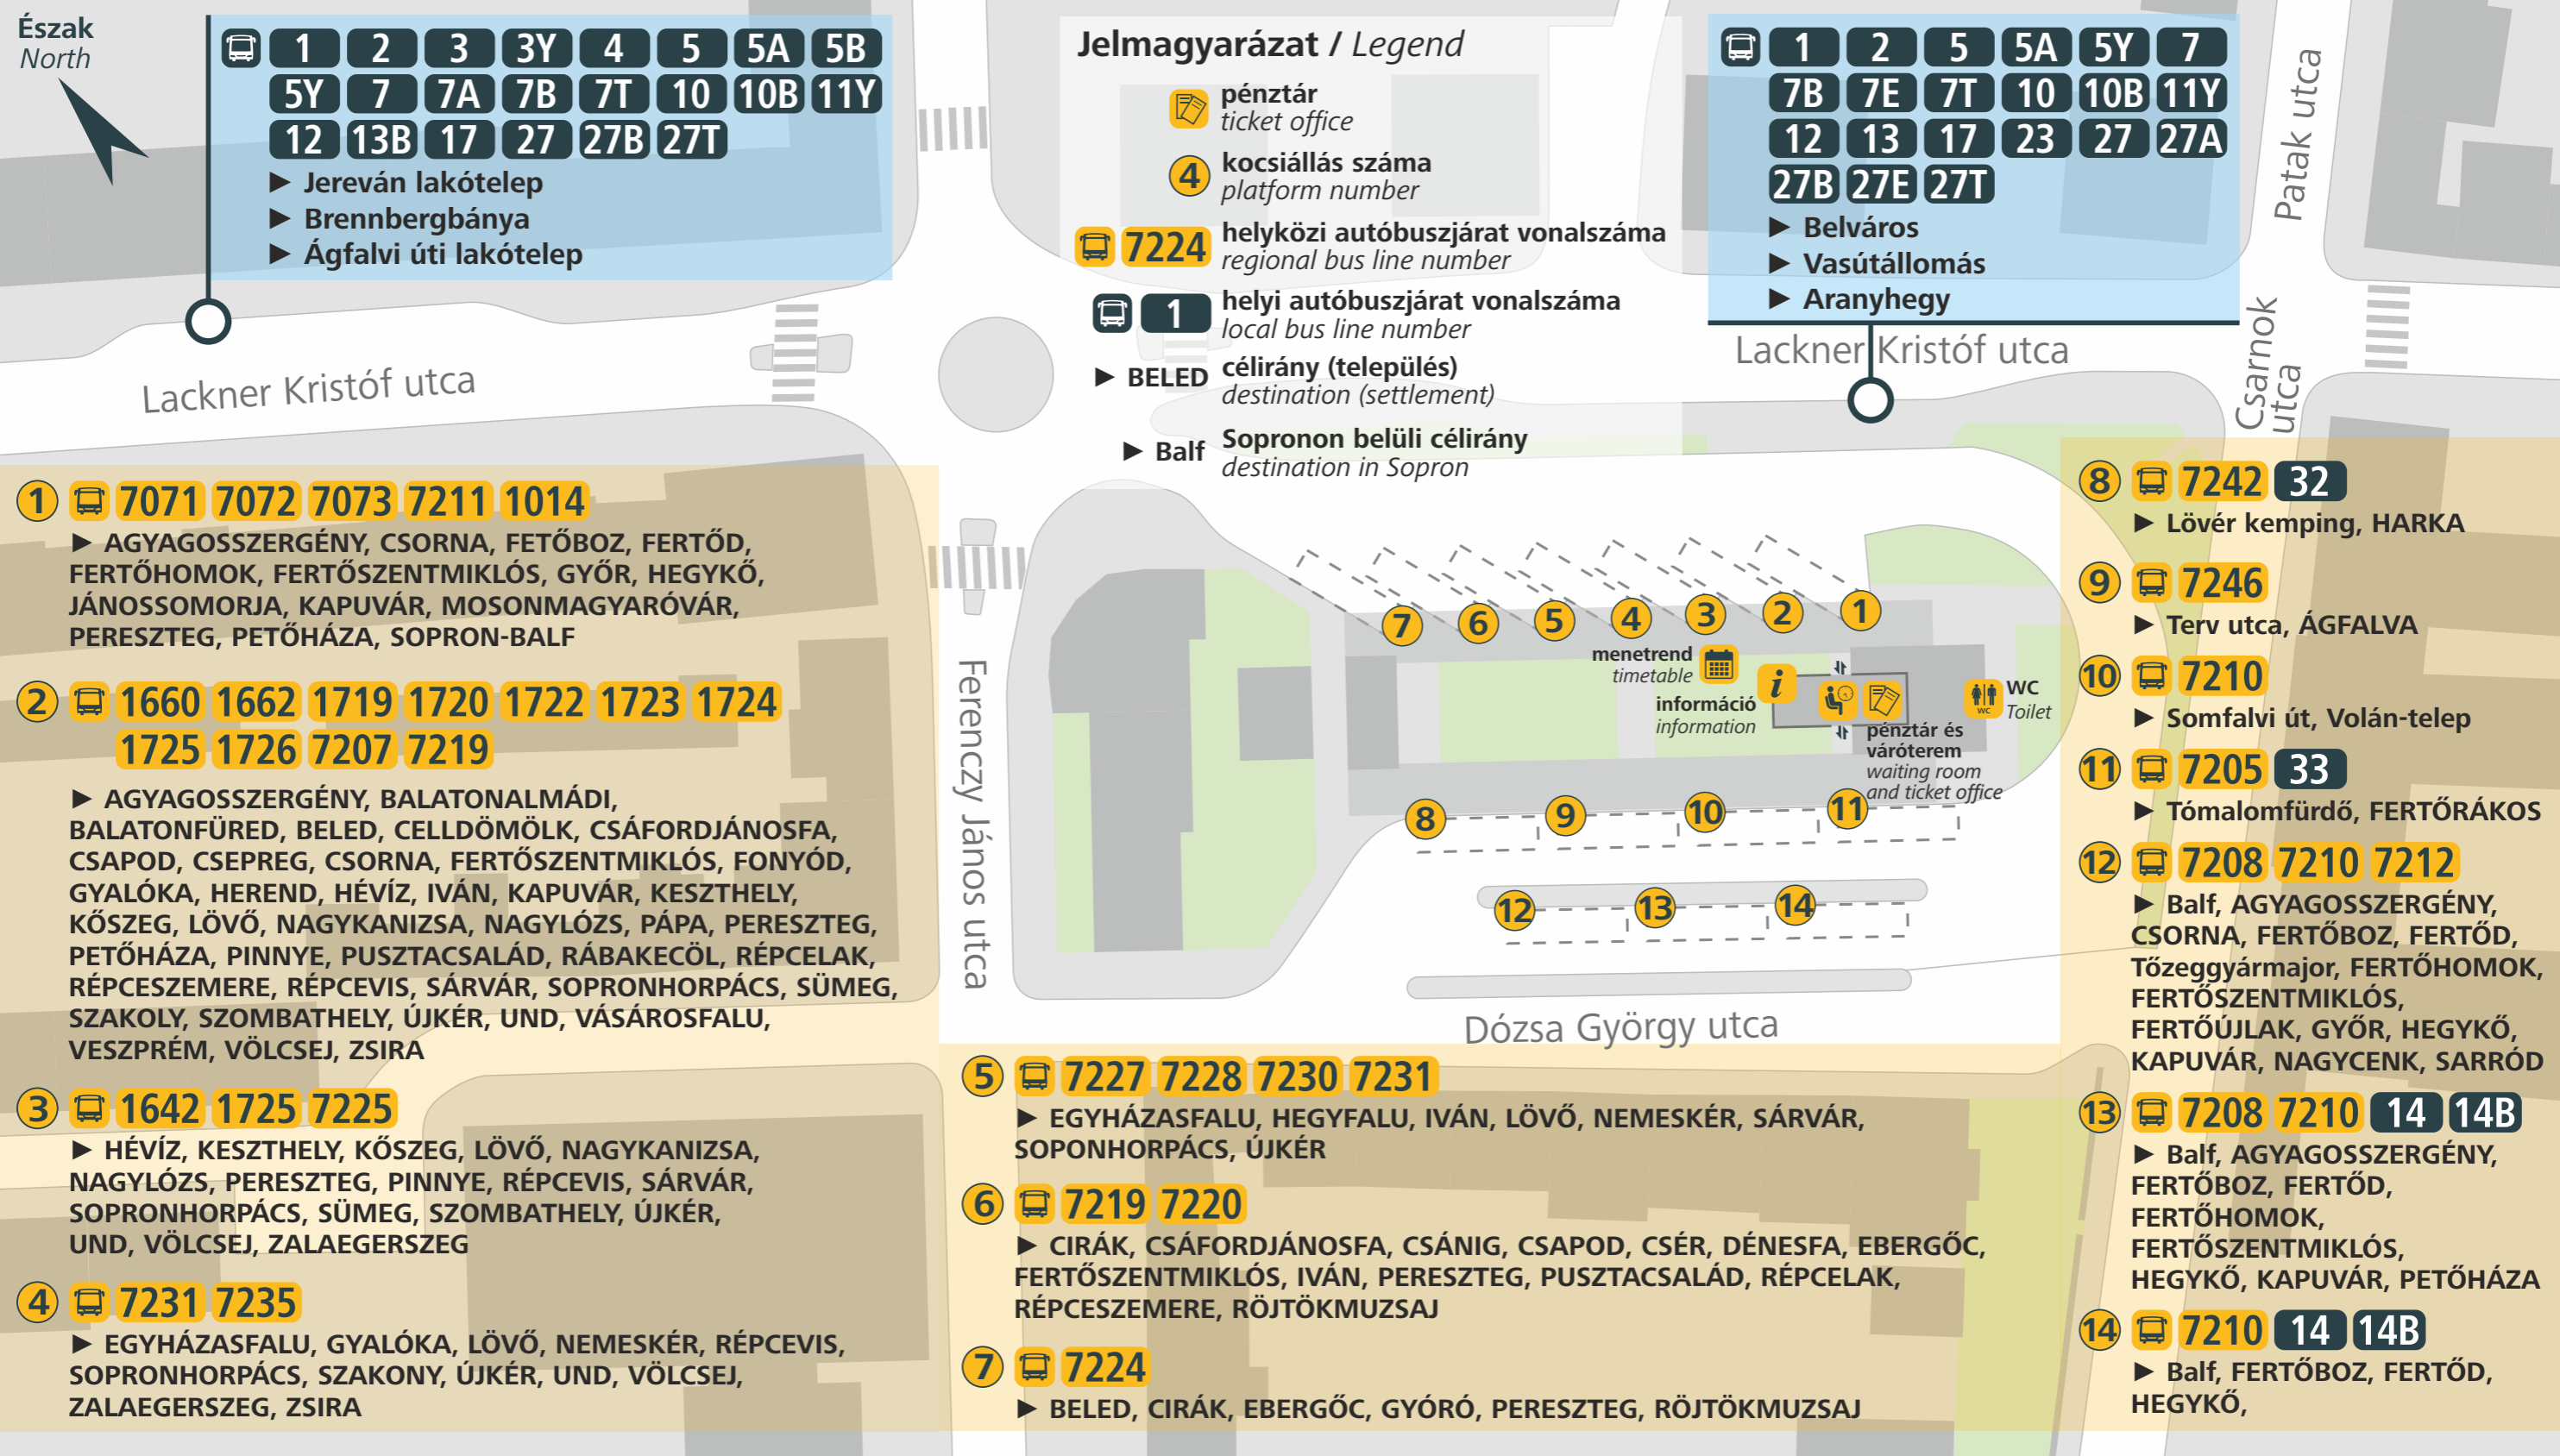 Észak
North
1 2 3 3Y 4 5 5A 5B
5Y 7 7A 7B 7T 10 10B 11Y
12 13B 17 27 27B 27T
► Jereván lakótelep
► Brennbergbánya
► Ágfalvi úti lakótelep
Lackner Kristóf utca
Jelmagyarázat / Legend
pénztár
ticket office
4 kocsiállás száma
platform number
7224 helyközi autóbuszjárat vonalszáma
regional bus line number
1 helyi autóbuszjárat vonalszáma
local bus line number
► BELED célirány (település)
destination (settlement)
► Balf Sopronon belüli célirány
destination in Sopron
1 2 5 5A 5Y 7
7B 7E 7T 10 10B 11Y
12 13 17 23 27 27A
27B 27E 27T
► Belváros
► Vasútállomás
► Aranyhegy
Lackner Kristóf utca
Patak utca
Csarnok
utca
1 7071 7072 7073 7211 1014
► AGYAGOSSZERGÉNY, CSORNA, FETŐBOZ, FERTŐD,
FERTŐHOMOK, FERTŐSZENTMIKLÓS, GYŐR, HEGYKŐ,
JÁNOSSOMORJA, KAPUVÁR, MOSONMAGYARÓVÁR,
PERESZTEG, PETŐHÁZA, SOPRON-BALF
2 1660 1662 1719 1720 1722 1723 1724
1725 1726 7207 7219
► AGYAGOSSZERGÉNY, BALATONALMÁDI,
BALATONFÜRED, BELED, CELLDÖMÖLK, CSÁFORDJÁNOSFA,
CSAPOD, CSEPREG, CSORNA, FERTŐSZENTMIKLÓS, FONYÓD,
GYALÓKA, HEREND, HÉVÍZ, IVÁN, KAPUVÁR, KESZTHELY,
KŐSZEG, LÖVŐ, NAGYKANIZSA, NAGYLÓZS, PÁPA, PERESZTEG,
PETŐHÁZA, PINNYE, PUSZTACSALÁD, RÁBAKECÖL, RÉPCELAK,
RÉPCESZEMERE, RÉPCEVIS, SÁRVÁR, SOPRONHORPÁCS, SÜMEG,
SZAKOLY, SZOMBATHELY, ÚJKÉR, UND, VÁSÁROSFALU,
VESZPRÉM, VÖLCSEJ, ZSIRA
3 1642 1725 7225
► HÉVÍZ, KESZTHELY, KŐSZEG, LÖVŐ, NAGYKANIZSA,
NAGYLÓZS, PERESZTEG, PINNYE, RÉPCEVIS, SÁRVÁR,
SOPRONHORPÁCS, SÜMEG, SZOMBATHELY, ÚJKÉR,
UND, VÖLCSEJ, ZALAEGERSZEG
4 7231 7235
► EGYHÁZASFALU, GYALÓKA, LÖVŐ, NEMESKÉR, RÉPCEVIS,
SOPRONHORPÁCS, SZAKONY, ÚJKÉR, UND, VÖLCSEJ,
ZALAEGERSZEG, ZSIRA
Ferenczy János utca
7 6 5 4 3 2 1
menetrend
timetable
i
információ
information
wc
WC
Toilet
pénztár és
váróterem
waiting room
and ticket office
8 9 10 11
12 13 14
Dózsa György utca
5 7227 7228 7230 7231
► EGYHÁZASFALU, HEGYFALU, IVÁN, LÖVŐ, NEMESKÉR, SÁRVÁR,
SOPONHORPÁCS, ÚJKÉR
6 7219 7220
► CIRÁK, CSÁFORDJÁNOSFA, CSÁNIG, CSAPOD, CSÉR, DÉNESFA, EBERGŐC,
FERTŐSZENTMIKLÓS, IVÁN, PERESZTEG, PUSZTACSALÁD, RÉPCELAK,
RÉPCESZEMERE, RÖJTÖKMUZSAJ
7 7224
► BELED, CIRÁK, EBERGŐC, GYÓRÓ, PERESZTEG, RÖJTÖKMUZSAJ
8 7242 32
► Lövér kemping, HARKA
9 7246
► Terv utca, ÁGFALVA
10 7210
► Somfalvi út, Volán-telep
11 7205 33
► Tómalomfürdő, FERTŐRÁKOS
12 7208 7210 7212
► Balf, AGYAGOSSZERGÉNY,
CSORNA, FERTŐBOZ, FERTŐD,
Tőzeggyármajor, FERTŐHOMOK,
FERTŐSZENTMIKLÓS,
FERTŐÚJLAK, GYŐR, HEGYKŐ,
KAPUVÁR, NAGYCENK, SARRÓD
13 7208 7210 14 14B
► Balf, AGYAGOSSZERGÉNY,
FERTŐBOZ, FERTŐD,
FERTŐHOMOK,
FERTŐSZENTMIKLÓS,
HEGYKŐ, KAPUVÁR, PETŐHÁZA
14 7210 14 14B
► Balf, FERTŐBOZ, FERTŐD,
HEGYKŐ,